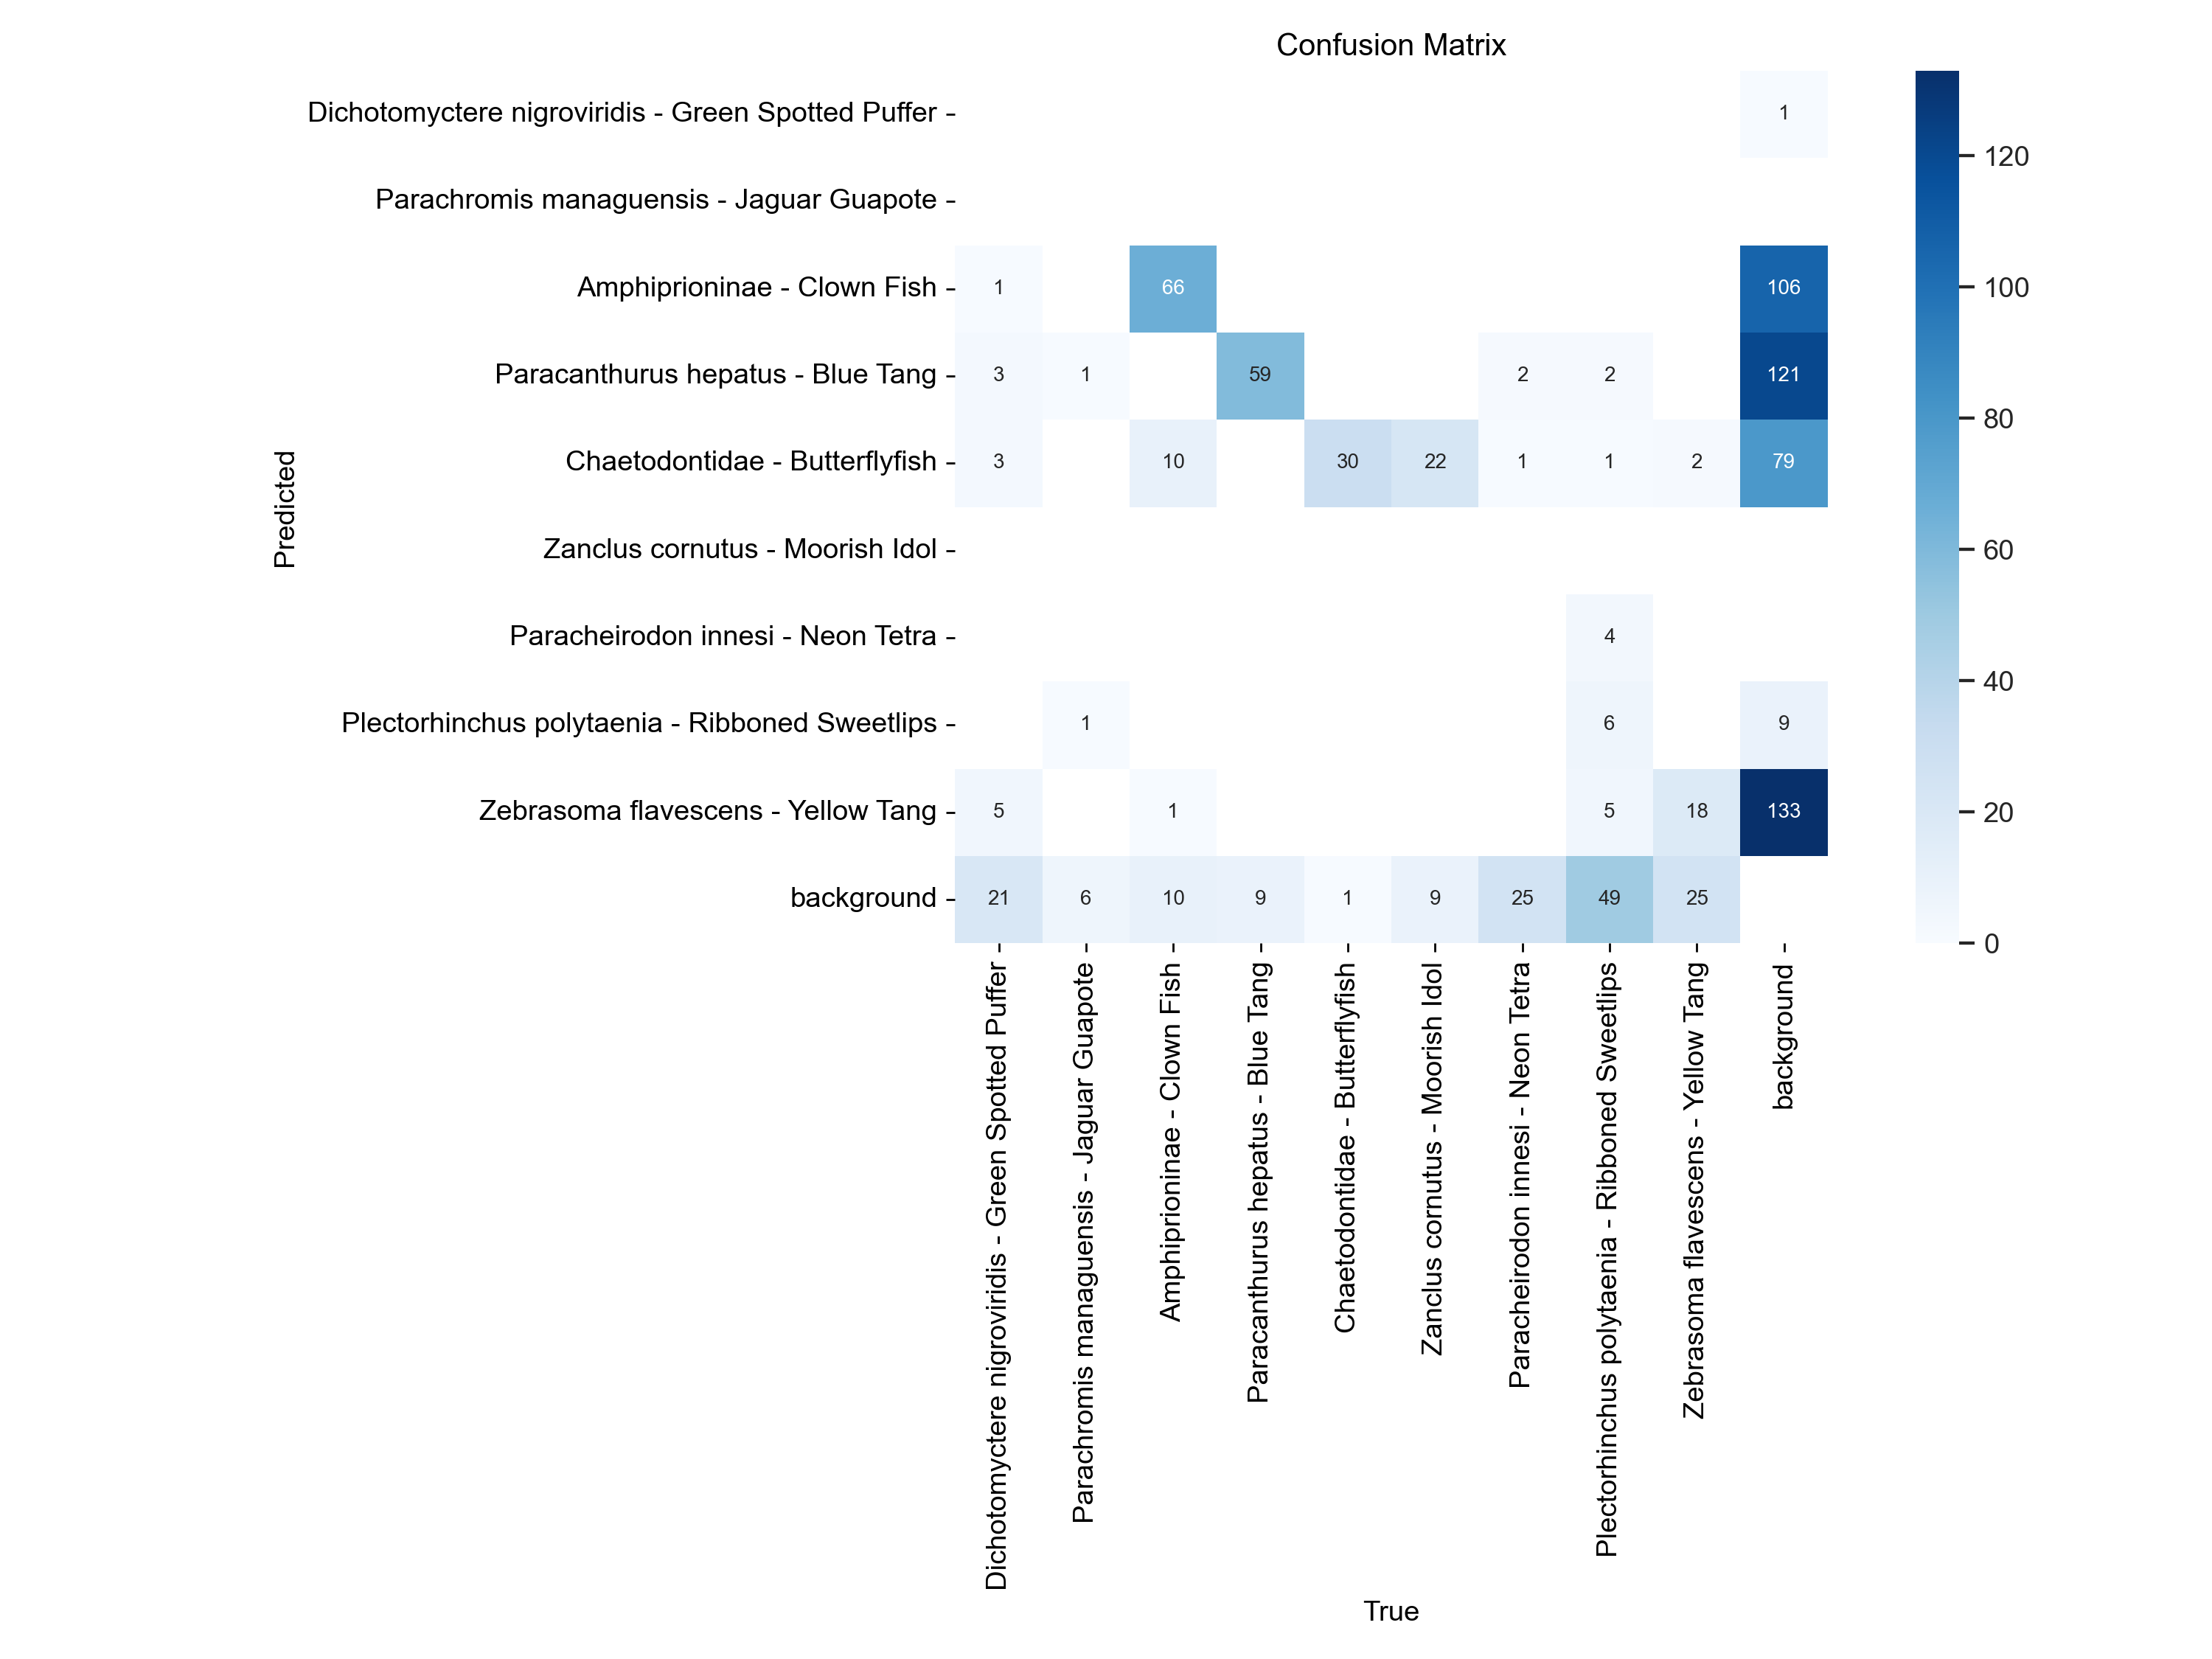 Confusion Matrix
Dichotomyctere nigroviridis - Green Spotted Puffer
1
120
Parachromis managuensis - Jaguar Guapote
Amphiprioninae - Clown Fish
1 66 106
100
Paracanthurus hepatus - Blue Tang
3 1 59 2 2 121
80
Chaetodontidae - Butterflyfish
3 10 30 22 1 1 2 79
Predicted
Zanclus cornutus - Moorish Idol
60
Paracheirodon innesi - Neon Tetra
4
40
Plectorhinchus polytaenia - Ribboned Sweetlips
1 6 9
Zebrasoma flavescens - Yellow Tang
5 1 5 18 133
20
background
21 6 10 9 1 9 25 49 25
0
Dichotomyctere nigroviridis - Green Spotted Puffer
Parachromis managuensis - Jaguar Guapote
Amphiprioninae - Clown Fish
Paracanthurus hepatus - Blue Tang
Chaetodontidae - Butterflyfish
Zanclus cornutus - Moorish Idol
Paracheirodon innesi - Neon Tetra
Plectorhinchus polytaenia - Ribboned Sweetlips
Zebrasoma flavescens - Yellow Tang
background
True